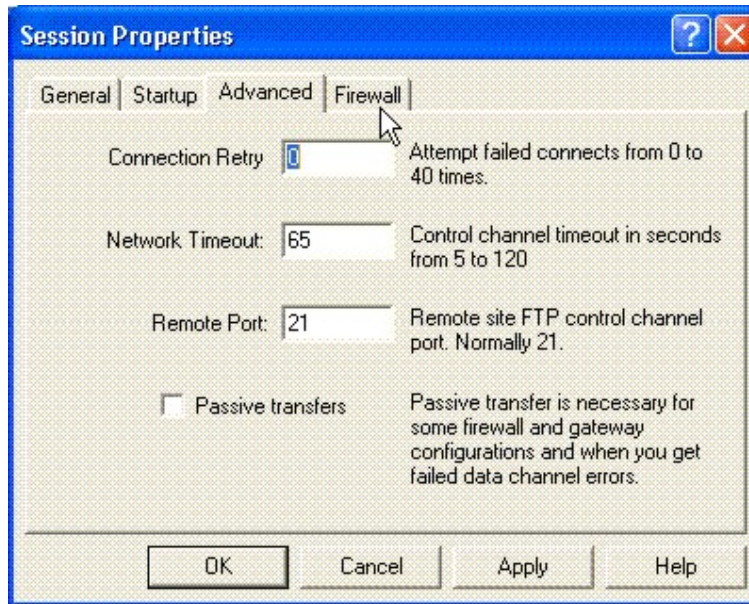 Session Properties
General Startup Advanced Firewall
Connection Retry 0 Attempt failed connects from 0 to
40 times.
Network Timeout: 65 Control channel timeout in seconds
from 5 to 120
Remote Port: 21 Remote site FTP control channel
port. Normally 21.
Passive transfers Passive transfer is necessary for
some firewall and gateway
configurations and when you get
failed data channel errors.
OK Cancel Apply Help